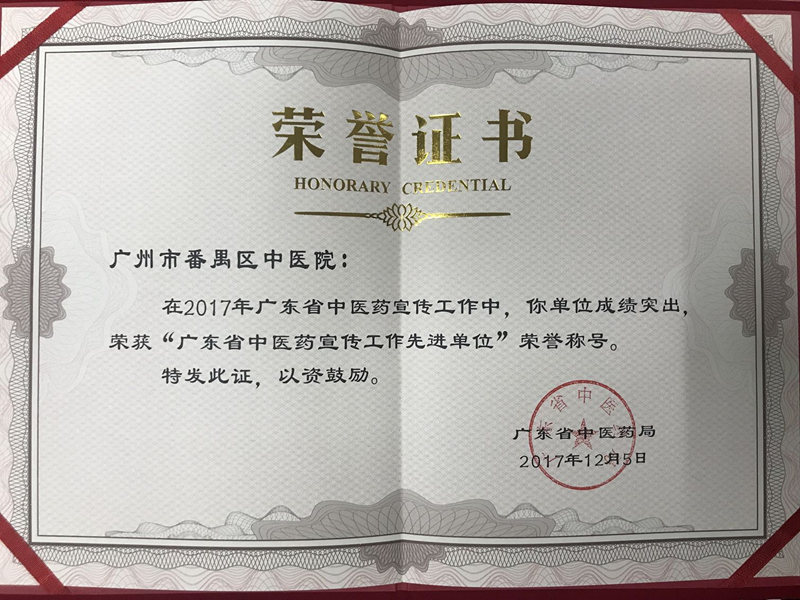 荣誉证书
HONORARY CREDENTIAL
广州市番禺区中医院：
在2017年广东省中医药宣传工作中，你单位成绩突出，
荣获“广东省中医药宣传工作先进单位”荣誉称号。
特发此证，以资鼓励。
广东省中医药局
2017年12月5日
省中医